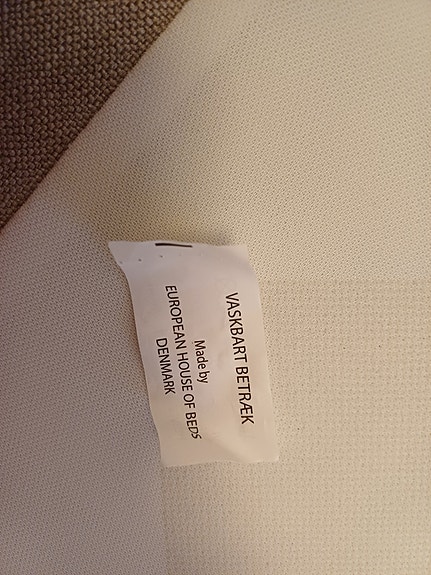 VASKBART BETRÆK
Made by
EUROPEAN HOUSE OF BEDS
DENMARK